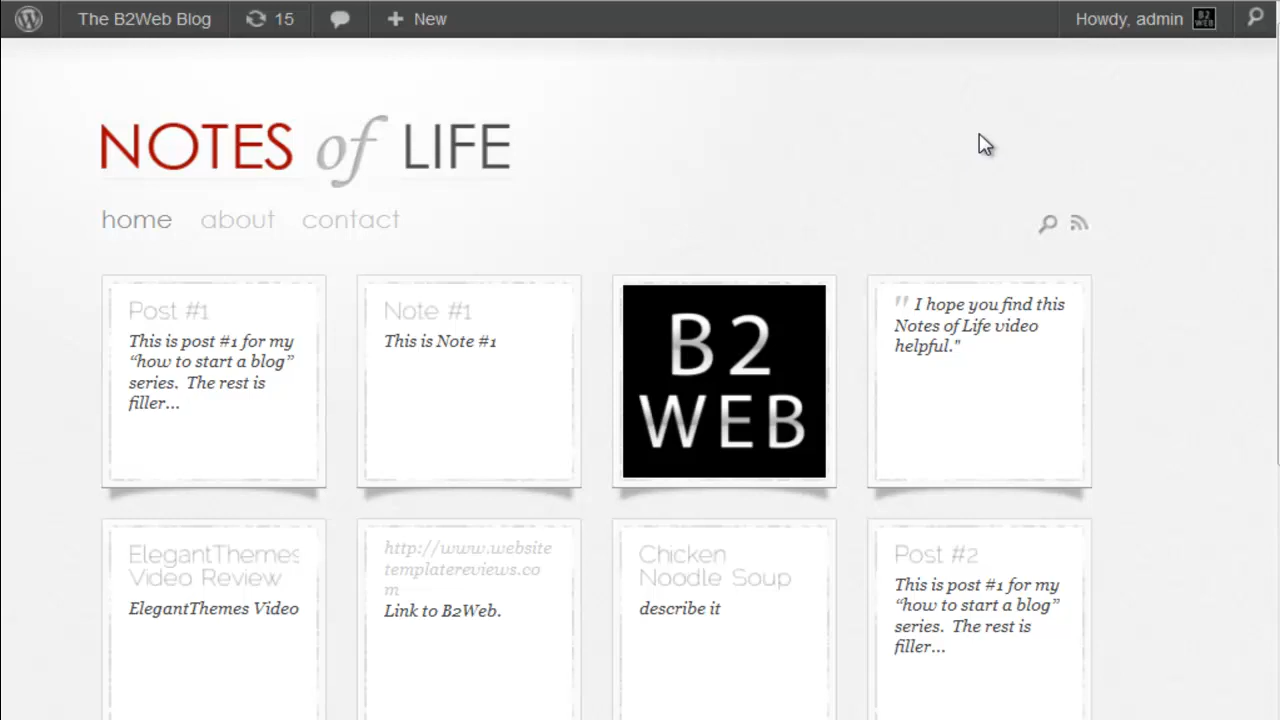 The B2Web Blog 15 New Howdy, admin B2 WEB
NOTES of LIFE
home about contact
Post #1
This is post #1 for my
“how to start a blog”
series. The rest is
filler...
Note #1
This is Note #1
B2
WEB
" I hope you find this
Notes of Life video
helpful."
ElegantThemes
Video Review
ElegantThemes Video
http://www.website
templatereviews.co
m
Link to B2Web.
Chicken
Noodle Soup
describe it
Post #2
This is post #1 for my
“how to start a blog”
series. The rest is
filler...